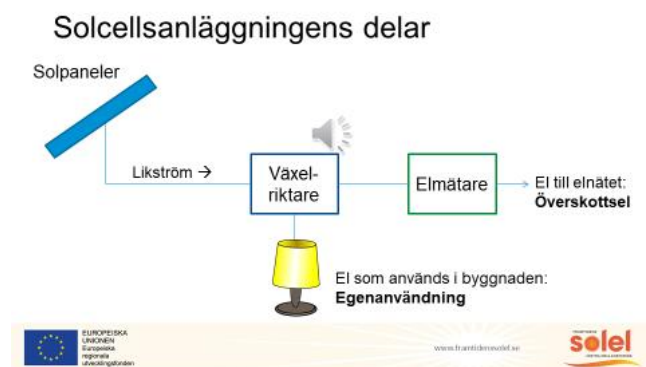 Solcellsanläggningens delar
Solpaneler
Likström →
Växel-
riktare
Elmätare
El till elnätet:
Överskottsel
El som används i byggnaden:
Egenanvändning
EUROPEISKA
UNIONEN
Europeiska
regionala
utvecklingsfonden
www.framtidenssolel.se
solel